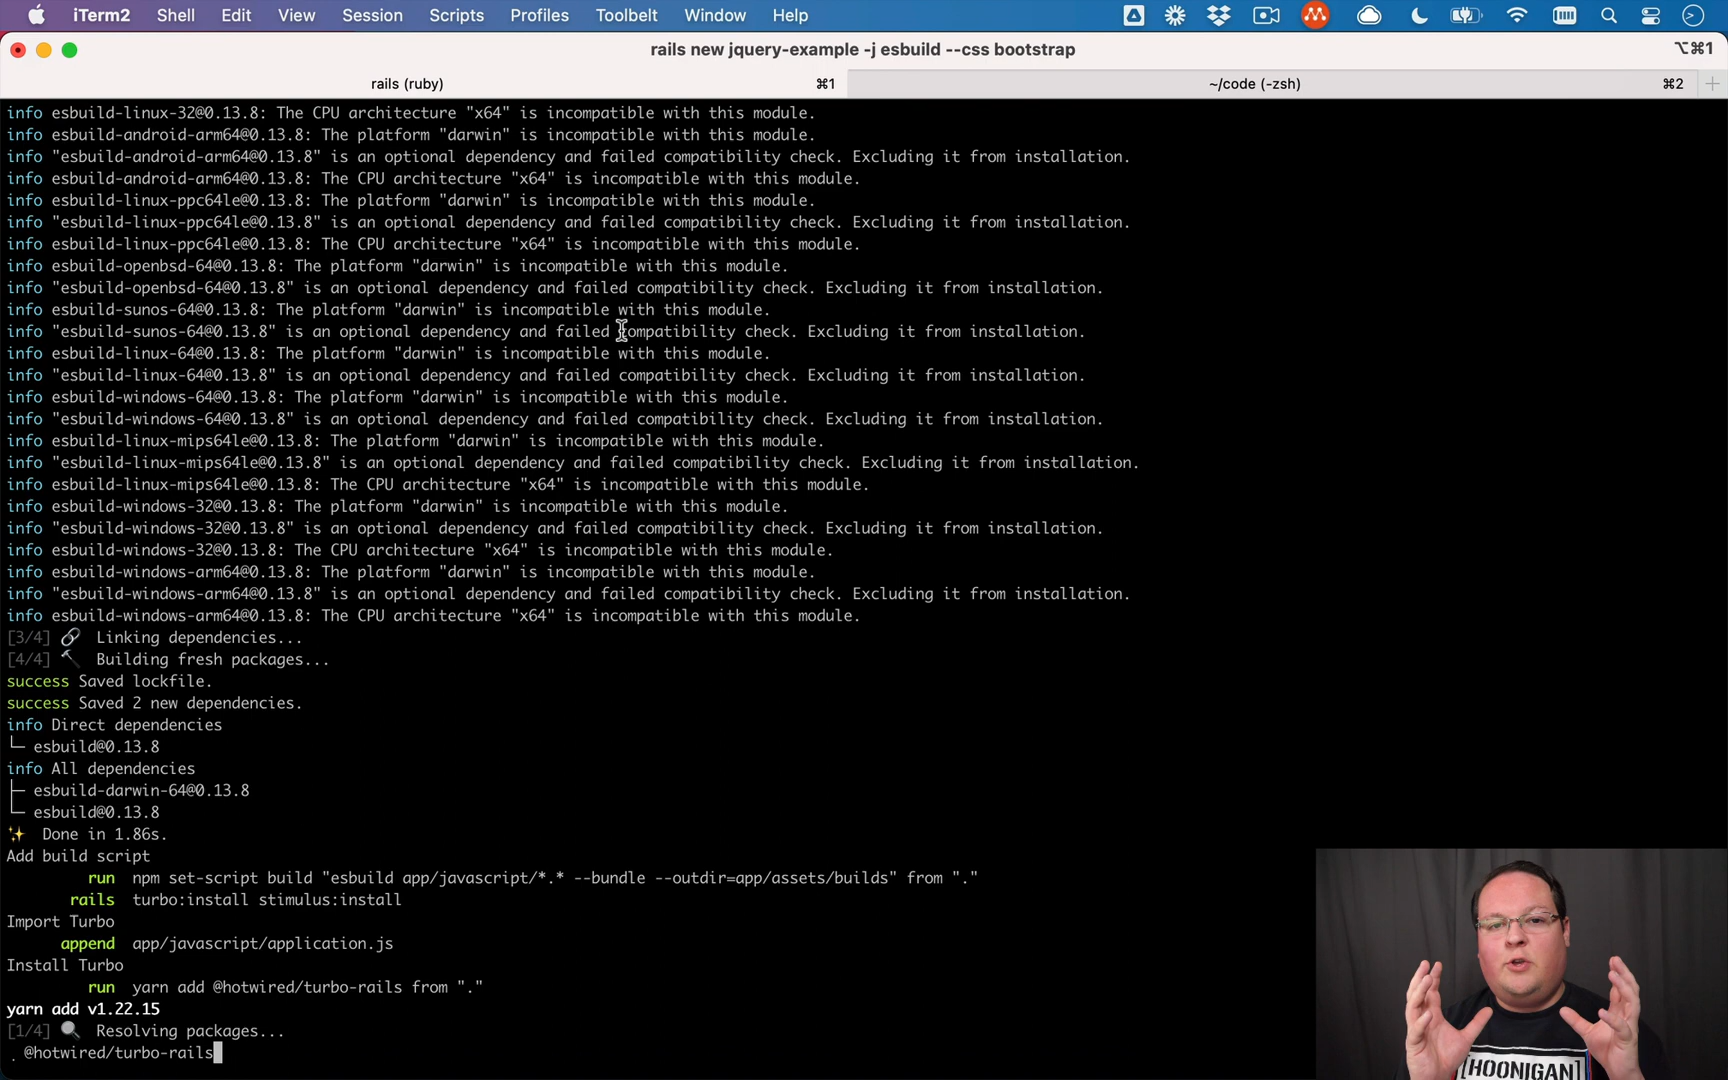 iTerm2 Shell Edit View Session Scripts Profiles Toolbelt Window Help
rails new jquery-example -j esbuild --css bootstrap ⌥⌘1
rails (ruby) ⌘1 ~/code (-zsh) ⌘2 +
info esbuild-linux-32@0.13.8: The CPU architecture "x64" is incompatible with this module.
info esbuild-android-arm64@0.13.8: The platform "darwin" is incompatible with this module.
info "esbuild-android-arm64@0.13.8" is an optional dependency and failed compatibility check. Excluding it from installation.
info esbuild-android-arm64@0.13.8: The CPU architecture "x64" is incompatible with this module.
info esbuild-linux-ppc64le@0.13.8: The platform "darwin" is incompatible with this module.
info "esbuild-linux-ppc64le@0.13.8" is an optional dependency and failed compatibility check. Excluding it from installation.
info esbuild-linux-ppc64le@0.13.8: The CPU architecture "x64" is incompatible with this module.
info esbuild-openbsd-64@0.13.8: The platform "darwin" is incompatible with this module.
info "esbuild-openbsd-64@0.13.8" is an optional dependency and failed compatibility check. Excluding it from installation.
info esbuild-sunos-64@0.13.8: The platform "darwin" is incompatible with this module.
info "esbuild-sunos-64@0.13.8" is an optional dependency and failed compatibility check. Excluding it from installation.
info esbuild-linux-64@0.13.8: The platform "darwin" is incompatible with this module.
info "esbuild-linux-64@0.13.8" is an optional dependency and failed compatibility check. Excluding it from installation.
info esbuild-windows-64@0.13.8: The platform "darwin" is incompatible with this module.
info "esbuild-windows-64@0.13.8" is an optional dependency and failed compatibility check. Excluding it from installation.
info esbuild-linux-mips64le@0.13.8: The platform "darwin" is incompatible with this module.
info "esbuild-linux-mips64le@0.13.8" is an optional dependency and failed compatibility check. Excluding it from installation.
info esbuild-linux-mips64le@0.13.8: The CPU architecture "x64" is incompatible with this module.
info esbuild-windows-32@0.13.8: The platform "darwin" is incompatible with this module.
info "esbuild-windows-32@0.13.8" is an optional dependency and failed compatibility check. Excluding it from installation.
info esbuild-windows-32@0.13.8: The CPU architecture "x64" is incompatible with this module.
info esbuild-windows-arm64@0.13.8: The platform "darwin" is incompatible with this module.
info "esbuild-windows-arm64@0.13.8" is an optional dependency and failed compatibility check. Excluding it from installation.
info esbuild-windows-arm64@0.13.8: The CPU architecture "x64" is incompatible with this module.
[3/4] 🔗 Linking dependencies...
[4/4] 🔨 Building fresh packages...
success Saved lockfile.
success Saved 2 new dependencies.
info Direct dependencies
└─ esbuild@0.13.8
info All dependencies
├─ esbuild-darwin-64@0.13.8
└─ esbuild@0.13.8
✨ Done in 1.86s.
Add build script
run npm set-script build "esbuild app/javascript/*.* --bundle --outdir=app/assets/builds" from "."
rails turbo:install stimulus:install
Import Turbo
append app/javascript/application.js
Install Turbo
run yarn add @hotwired/turbo-rails from "."
yarn add v1.22.15
[1/4] 🔍 Resolving packages...
. @hotwired/turbo-rails
[HOONIGAN]